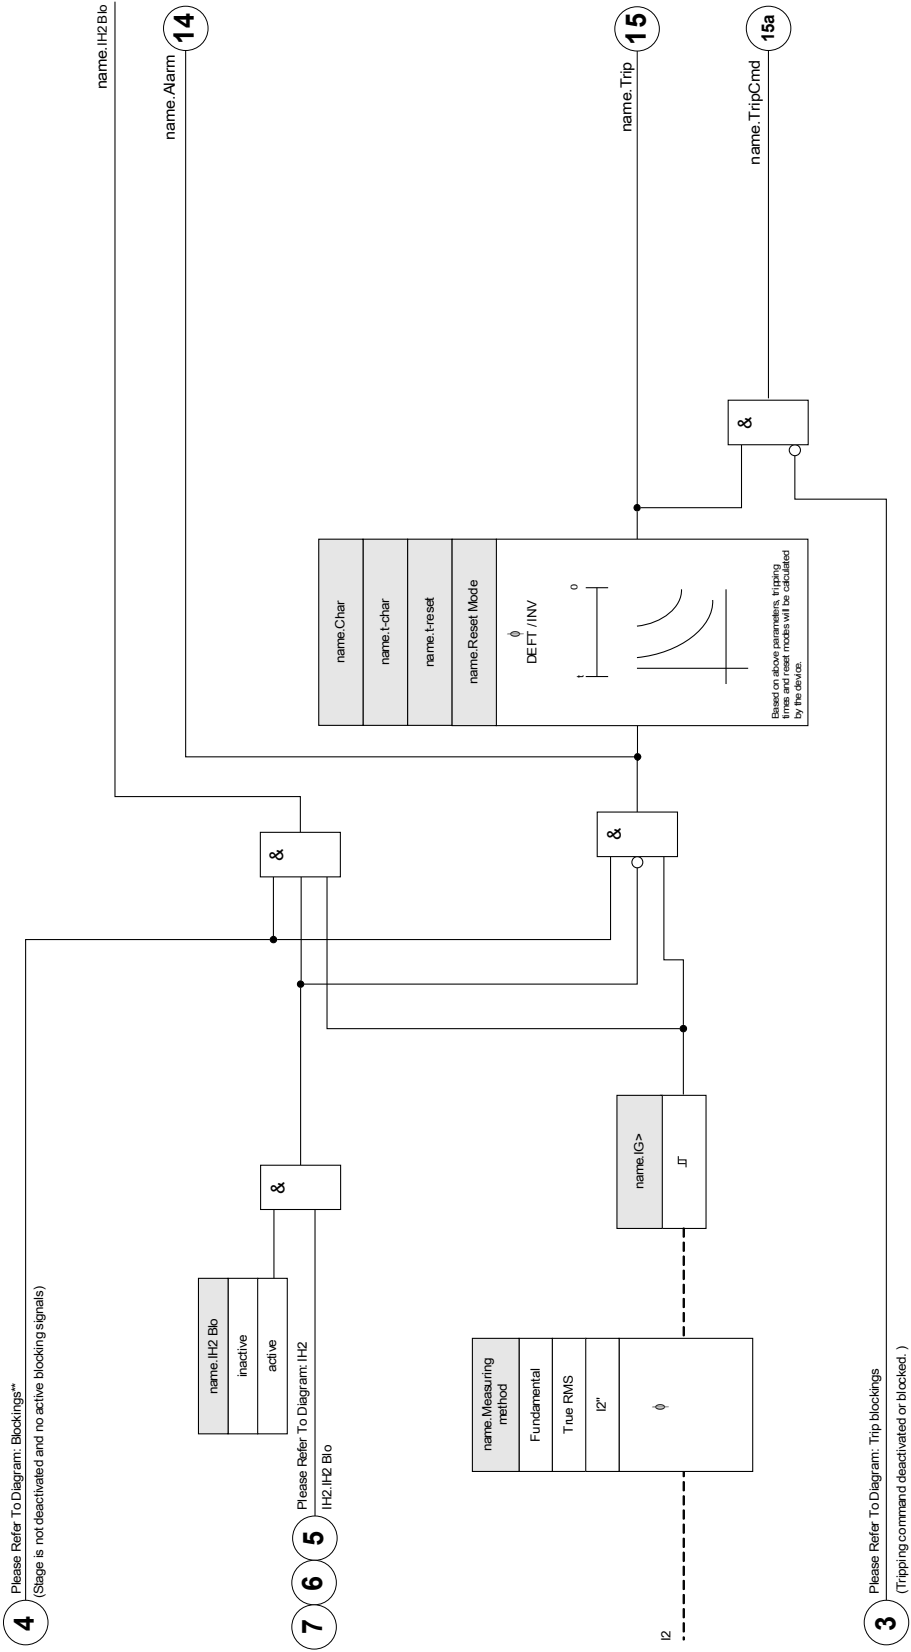 4
Please Refer To Diagram: Blockings**
(Stage is not deactivated and no active blocking signals)
name.IH2 Blo
name.IH2 Blo
inactive
active
&
&
name.Alarm
14
7
6
5
Please Refer To Diagram: IH2
IH2.IH2 Blo
name.Char
name.t-char
name.t-reset
name.Reset Mode
ϕ
DEFT / INV
t
0
Based on above parameters, tripping
times and reset modes will be calculated
by the device.
name.Measuring
method
Fundamental
True RMS
I2"
ϕ
name.IG>
&
name.Trip
15
I2
&
name.TripCmd
15a
3
Please Refer To Diagram: Trip blockings
(Tripping command deactivated or blocked. )